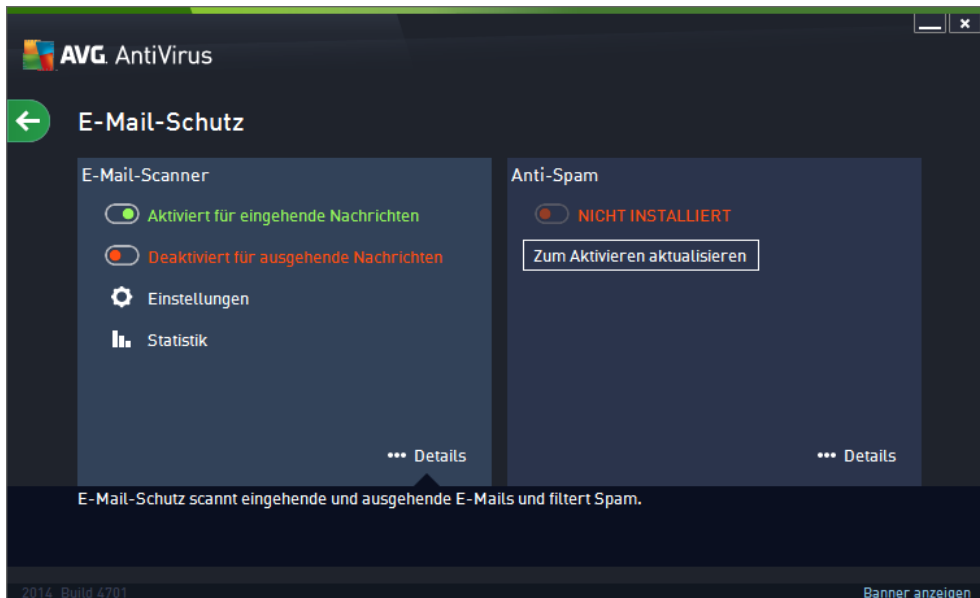 AVG. AntiVirus
E-Mail-Schutz
E-Mail-Scanner
Aktiviert für eingehende Nachrichten
Deaktiviert für ausgehende Nachrichten
Einstellungen
Statistik
Details
Anti-Spam
NICHT INSTALLIERT
Zum Aktivieren aktualisieren
Details
E-Mail-Schutz scannt eingehende und ausgehende E-Mails und filtert Spam.
2014 Build 4701
Banner anzeigen